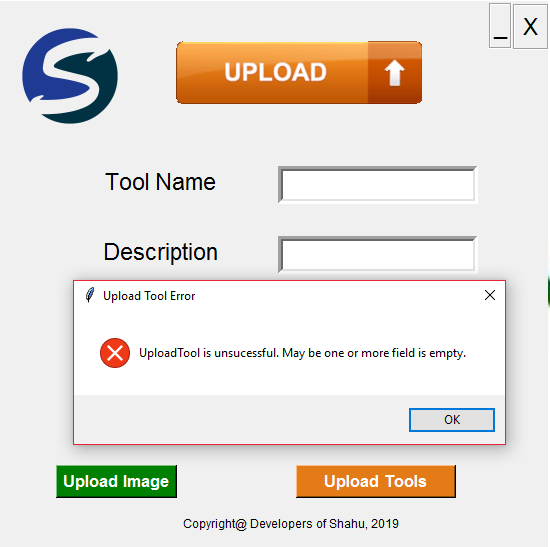 _ X
UPLOAD
Tool Name
Description
Upload Tool Error
UploadTool is unsucessful. May be one or more field is empty.
OK
Upload Image Upload Tools
Copyright@ Developers of Shahu, 2019